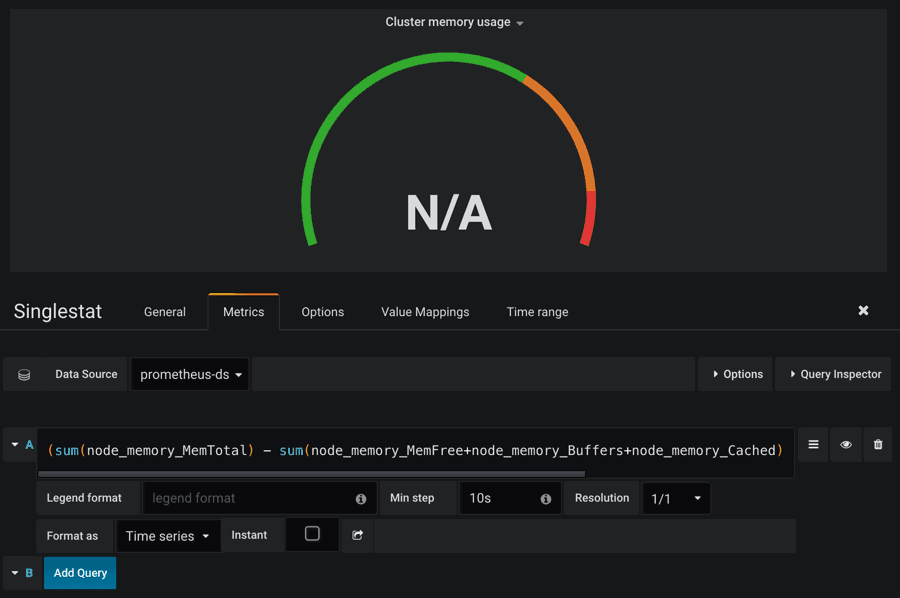 Cluster memory usage
N/A
Singlestat General Metrics Options Value Mappings Time range
Data Source prometheus-ds Options Query Inspector
A (sum(node_memory_MemTotal) - sum(node_memory_MemFree+node_memory_Buffers+node_memory_Cached)
Legend format legend format Min step 10s Resolution 1/1
Format as Time series Instant
B Add Query